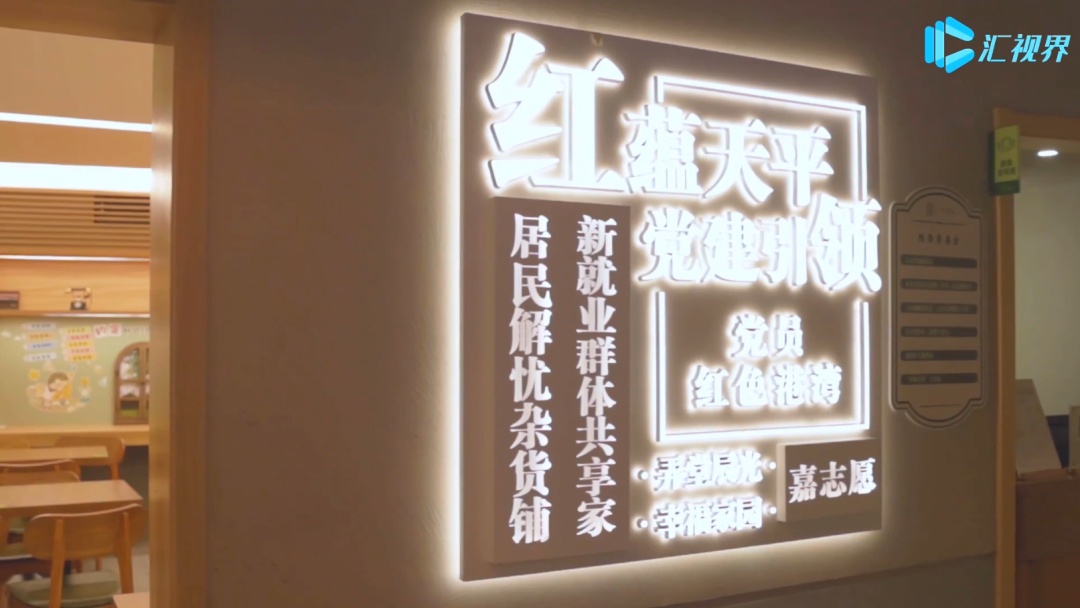 汇视界
红蕴天平
党建引领
党员
红色港湾
新就业群体共享家
居民解忧杂货铺
·弄堂晨光·
·幸福家园·
嘉志愿